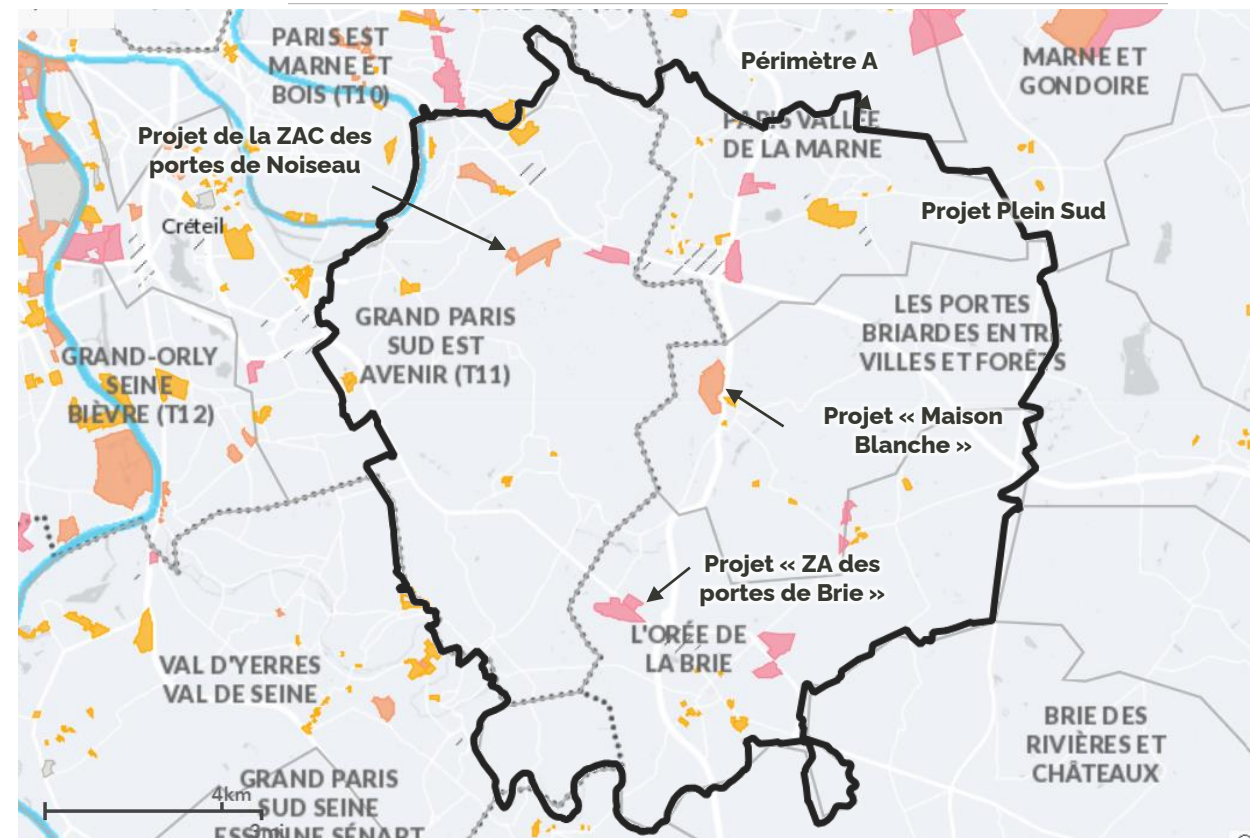 PARIS EST
MARNE ET
BOIS (T10)
Périmètre A
MARNE ET
GONDOIRE
Projet de la ZAC des
portes de Noiseau
PARIS VALLÉE
DE LA MARNE
Créteil
Projet Plein Sud
GRAND PARIS
SUD EST
AVENIR (T11)
LES PORTES
BRIARDES ENTRE
VILLES ET FORÊTS
GRAND-ORLY
SEINE
BIÈVRE (T12)
Projet « Maison
Blanche »
Projet « ZA des
portes de Brie »
L'ORÉE DE
LA BRIE
VAL D'YERRES
VAL DE SEINE
BRIE DES
RIVIÈRES ET
CHÂTEAUX
GRAND PARIS
SUD SEINE
ESSONNE SÉNART
4km
3mi